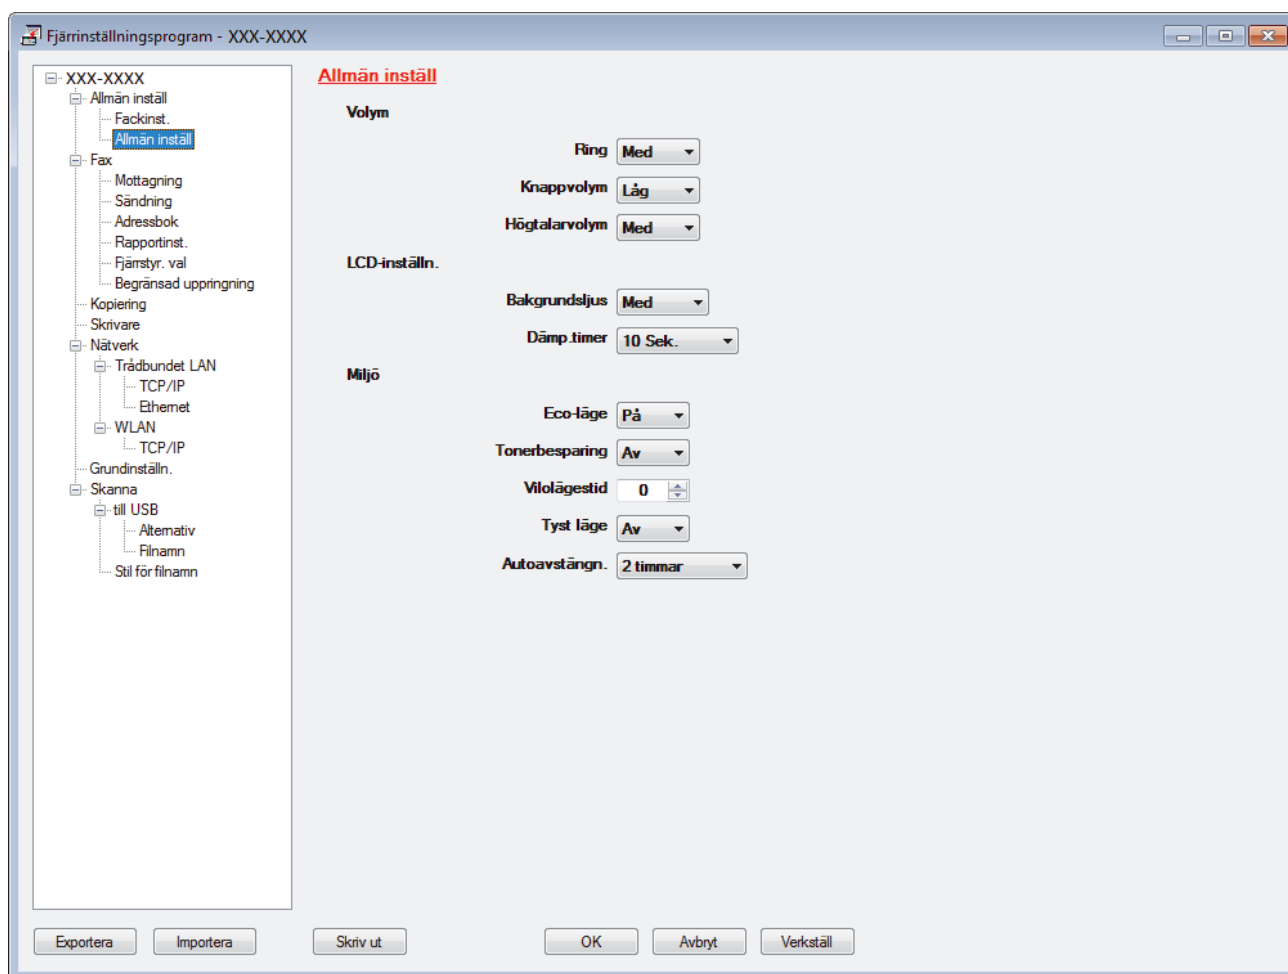 Fjärrinställningsprogram - XXX-XXXX
XXX-XXXX
Allmän inställ
Fackinst.
Allmän inställ
Fax
Mottagning
Sändning
Adressbok
Rapportinst.
Fjärrstyr. val
Begränsad uppringning
Kopiering
Skrivare
Nätverk
Trådbundet LAN
TCP/IP
Ethernet
WLAN
TCP/IP
Grundinställn.
Skanna
till USB
Alternativ
Filnamn
Stil för filnamn
Allmän inställ
Volym
Ring Med
Knappvolym Låg
Högtalarvolym Med
LCD-inställn.
Bakgrundsljus Med
Dämp.timer 10 Sek.
Miljö
Eco-läge På
Tonerbesparing Av
Vilolägestid 0
Tyst läge Av
Autoavstängn. 2 timmar
Exportera Importera Skriv ut OK Avbryt Verkställ